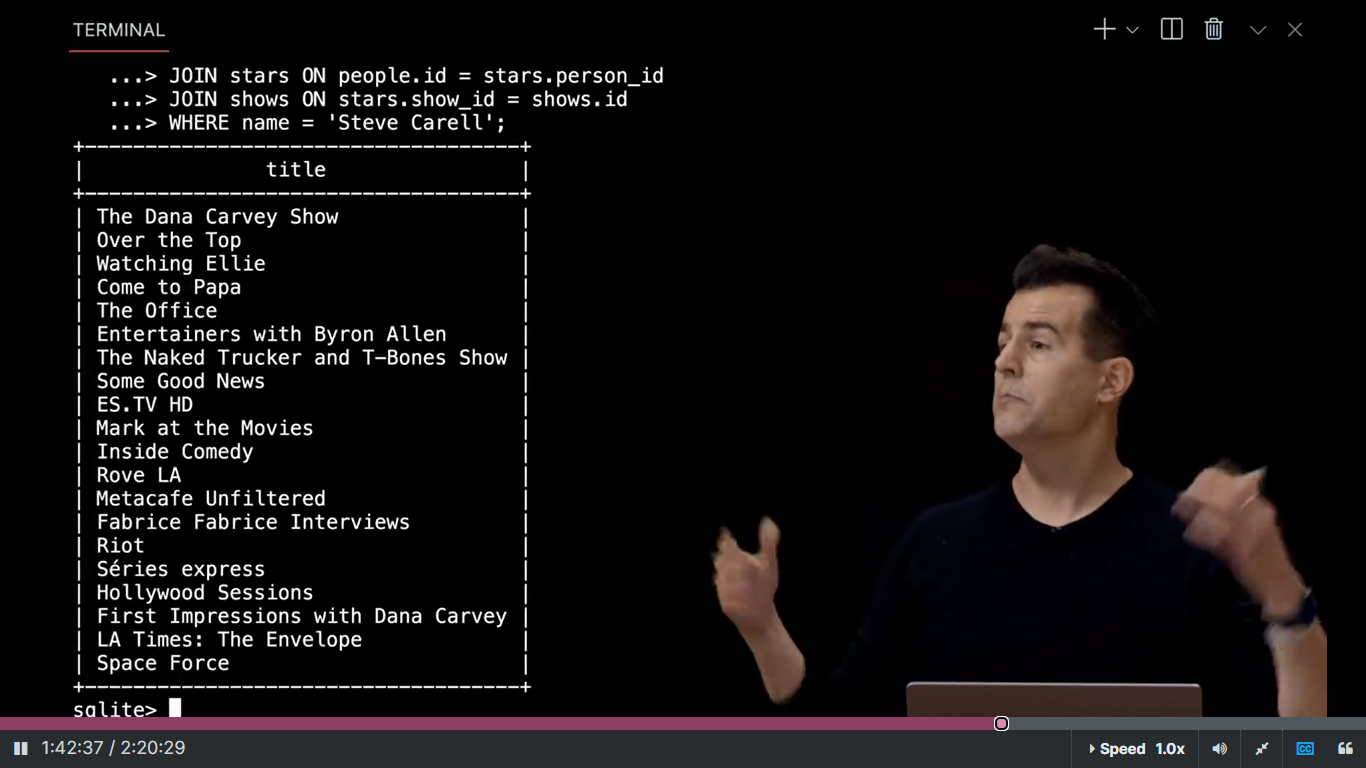 TERMINAL
...> JOIN stars ON people.id = stars.person_id
...> JOIN shows ON stars.show_id = shows.id
...> WHERE name = 'Steve Carell';
title
The Dana Carvey Show
Over the Top
Watching Ellie
Come to Papa
The Office
Entertainers with Byron Allen
The Naked Trucker and T-Bones Show
Some Good News
ES.TV HD
Mark at the Movies
Inside Comedy
Rove LA
Metacafe Unfiltered
Fabrice Fabrice Interviews
Riot
Séries express
Hollywood Sessions
First Impressions with Dana Carvey
LA Times: The Envelope
Space Force
sqlite>
1:42:37 / 2:20:29
Speed 1.0x
CC